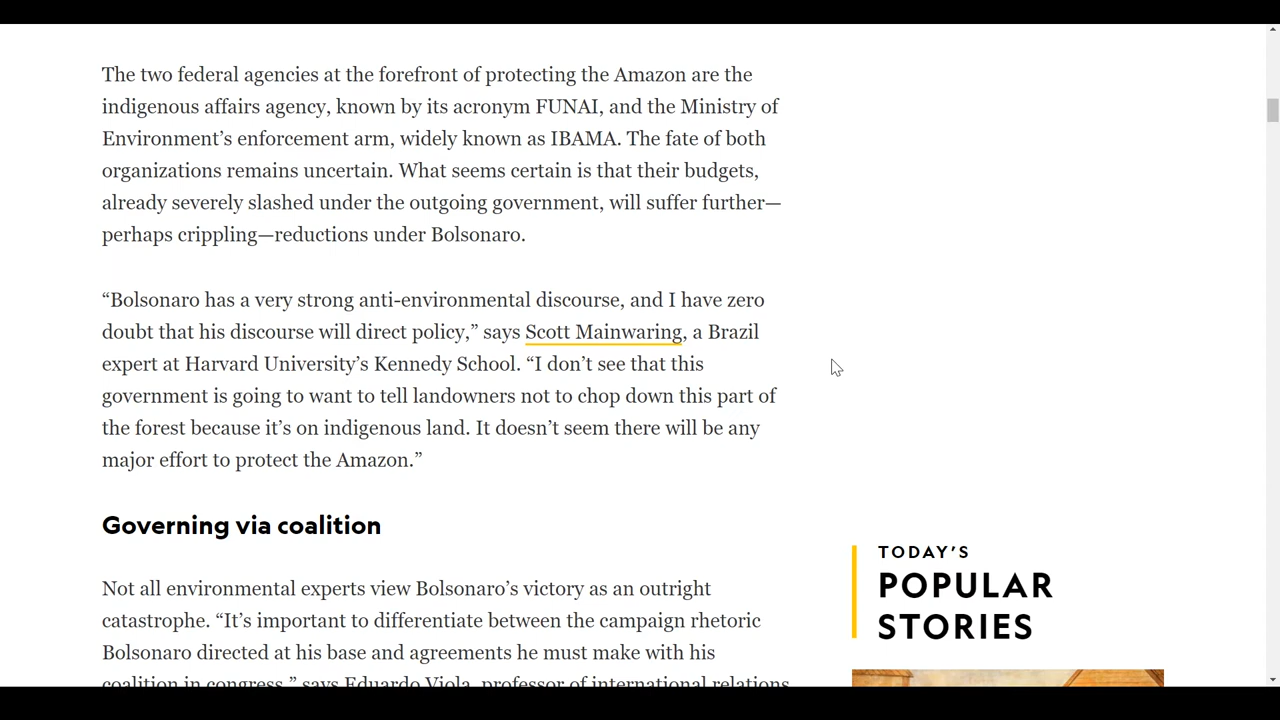 The two federal agencies at the forefront of protecting the Amazon are the
indigenous affairs agency, known by its acronym FUNAI, and the Ministry of
Environment’s enforcement arm, widely known as IBAMA. The fate of both
organizations remains uncertain. What seems certain is that their budgets,
already severely slashed under the outgoing government, will suffer further—
perhaps crippling—reductions under Bolsonaro.
“Bolsonaro has a very strong anti-environmental discourse, and I have zero
doubt that his discourse will direct policy,” says Scott Mainwaring, a Brazil
expert at Harvard University’s Kennedy School. “I don’t see that this
government is going to want to tell landowners not to chop down this part of
the forest because it’s on indigenous land. It doesn’t seem there will be any
major effort to protect the Amazon.”
Governing via coalition
Not all environmental experts view Bolsonaro’s victory as an outright
catastrophe. “It’s important to differentiate between the campaign rhetoric
Bolsonaro directed at his base and agreements he must make with his
coalition in congress,” says Eduardo Viola, professor of international relations
TODAY’S
POPULAR
STORIES